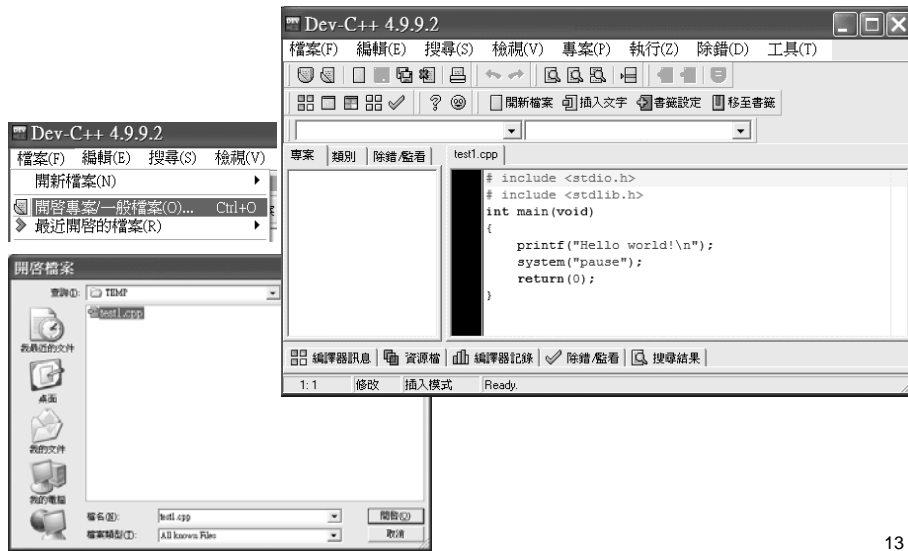 Dev-C++ 4.9.9.2
檔案(F) 編輯(E) 搜尋(S) 檢視(V) 專案(P) 執行(Z) 除錯(D) 工具(T)
開新檔案 插入文字 書籤設定 移至書籤
專案 類別 除錯/監看 test1.cpp
# include <stdio.h>
# include <stdlib.h>
int main(void)
{
printf("Hello world!\n");
system("pause");
return(0);
}
編譯器訊息 資源檔 編譯器記錄 除錯/監看 搜尋結果
1: 1 修改 插入模式 Ready.
Dev-C++ 4.9.9.2
檔案(F) 編輯(E) 搜尋(S) 檢視(V)
開新檔案(N)
開啓專案/一般檔案(O)... Ctrl+O
最近開啓的檔案(R)
開啓檔案
查詢(I): TEMP
test1.cpp
我最近的文件
桌面
我的文件
我的電腦
檔名(N): test1.cpp 開啓(O)
檔案類型(T): All known Files 取消
13